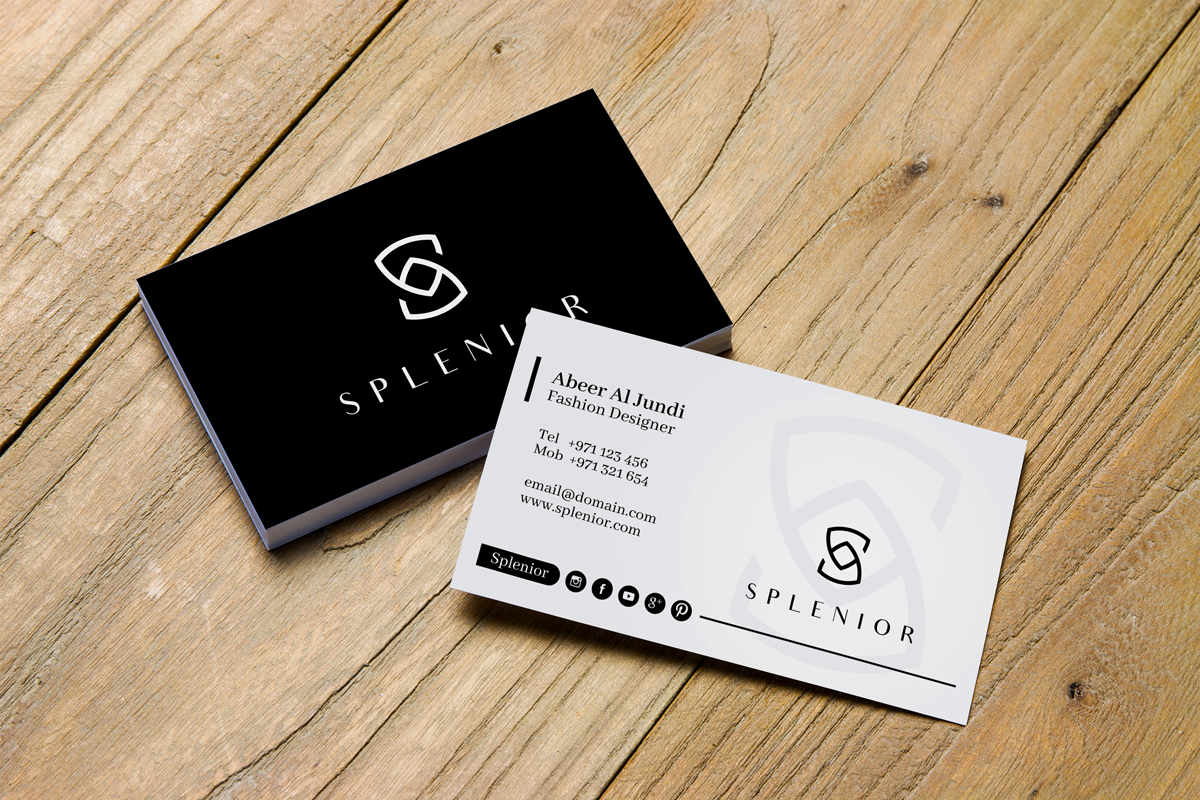 SPLENIOR
Abeer Al Jundi
Fashion Designer
Tel +971 123 456
Mob +971 321 654
email@domain.com
www.splenior.com
Splenior
SPLENIOR